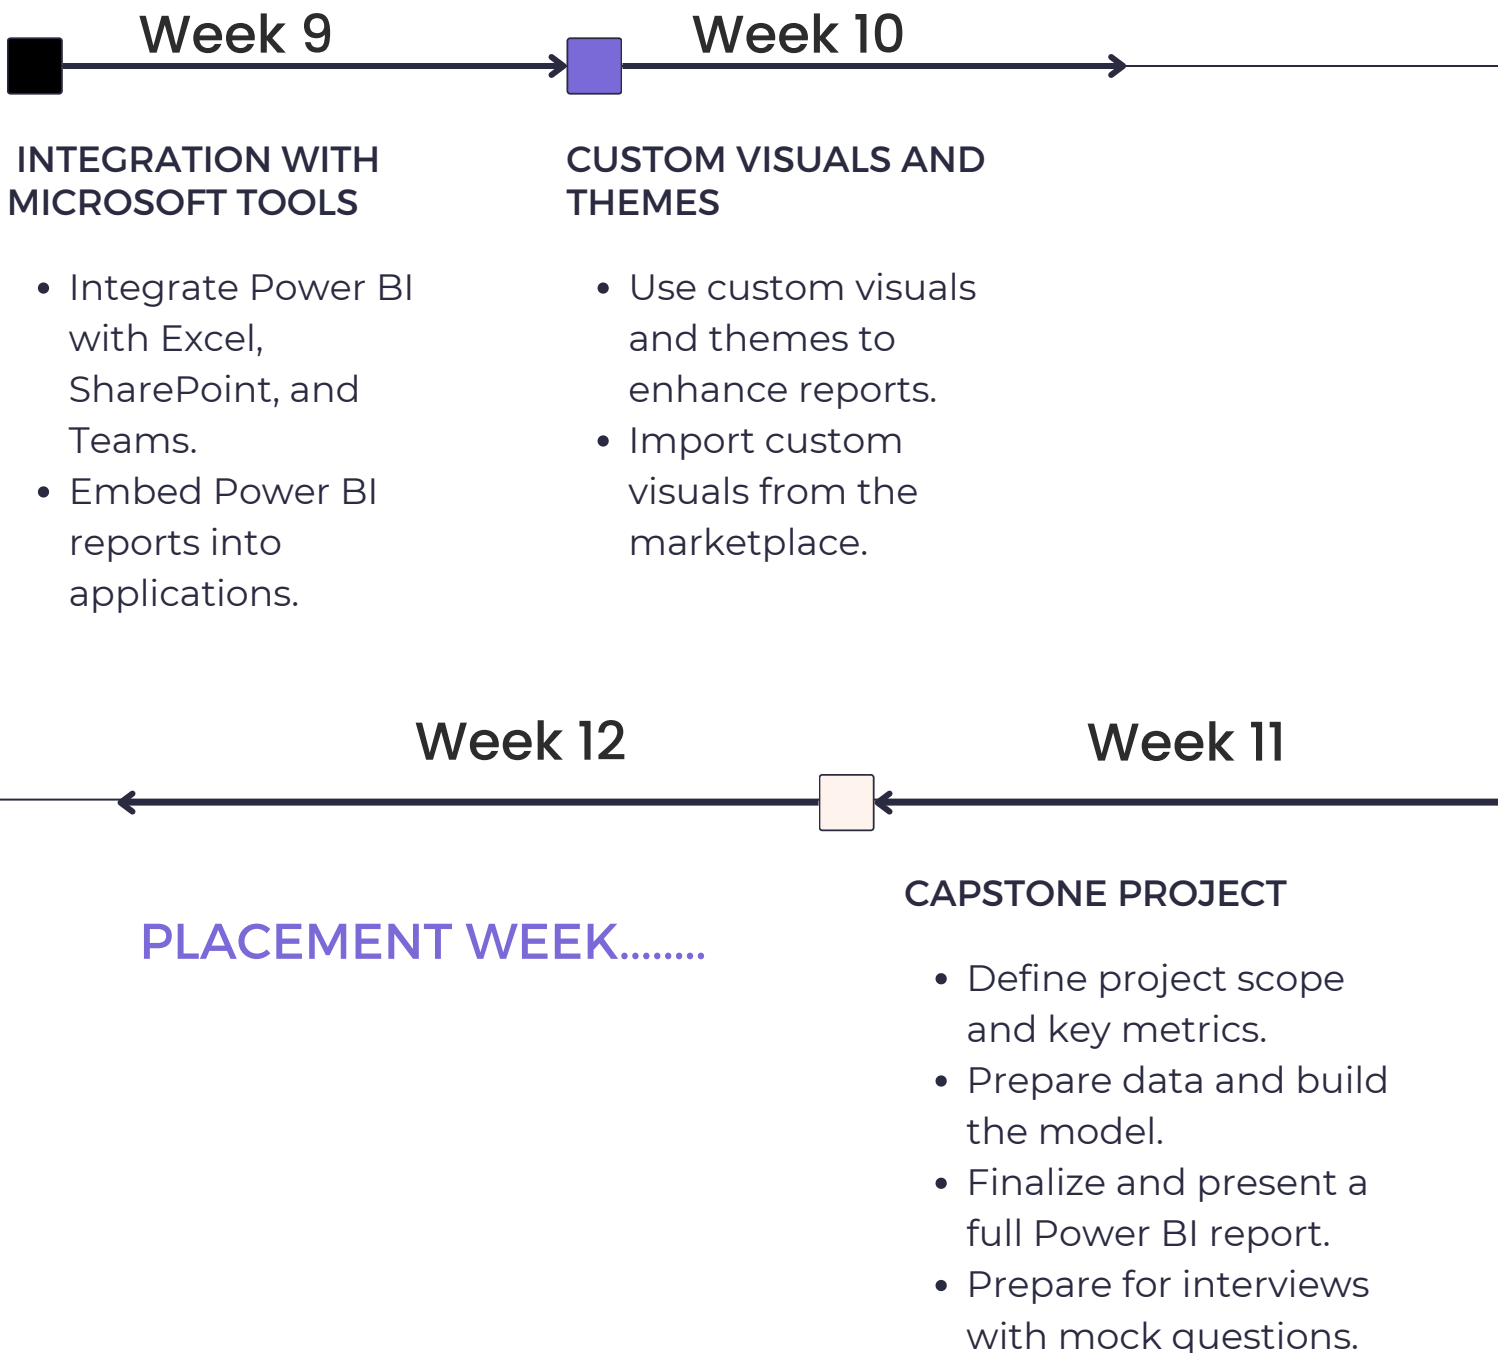 Week 9
INTEGRATION WITH
MICROSOFT TOOLS
• Integrate Power BI
with Excel,
SharePoint, and
Teams.
• Embed Power BI
reports into
applications.
Week 10
CUSTOM VISUALS AND
THEMES
• Use custom visuals
and themes to
enhance reports.
• Import custom
visuals from the
marketplace.
Week 11
CAPSTONE PROJECT
• Define project scope
and key metrics.
• Prepare data and build
the model.
• Finalize and present a
full Power BI report.
• Prepare for interviews
with mock questions.
Week 12
PLACEMENT WEEK........